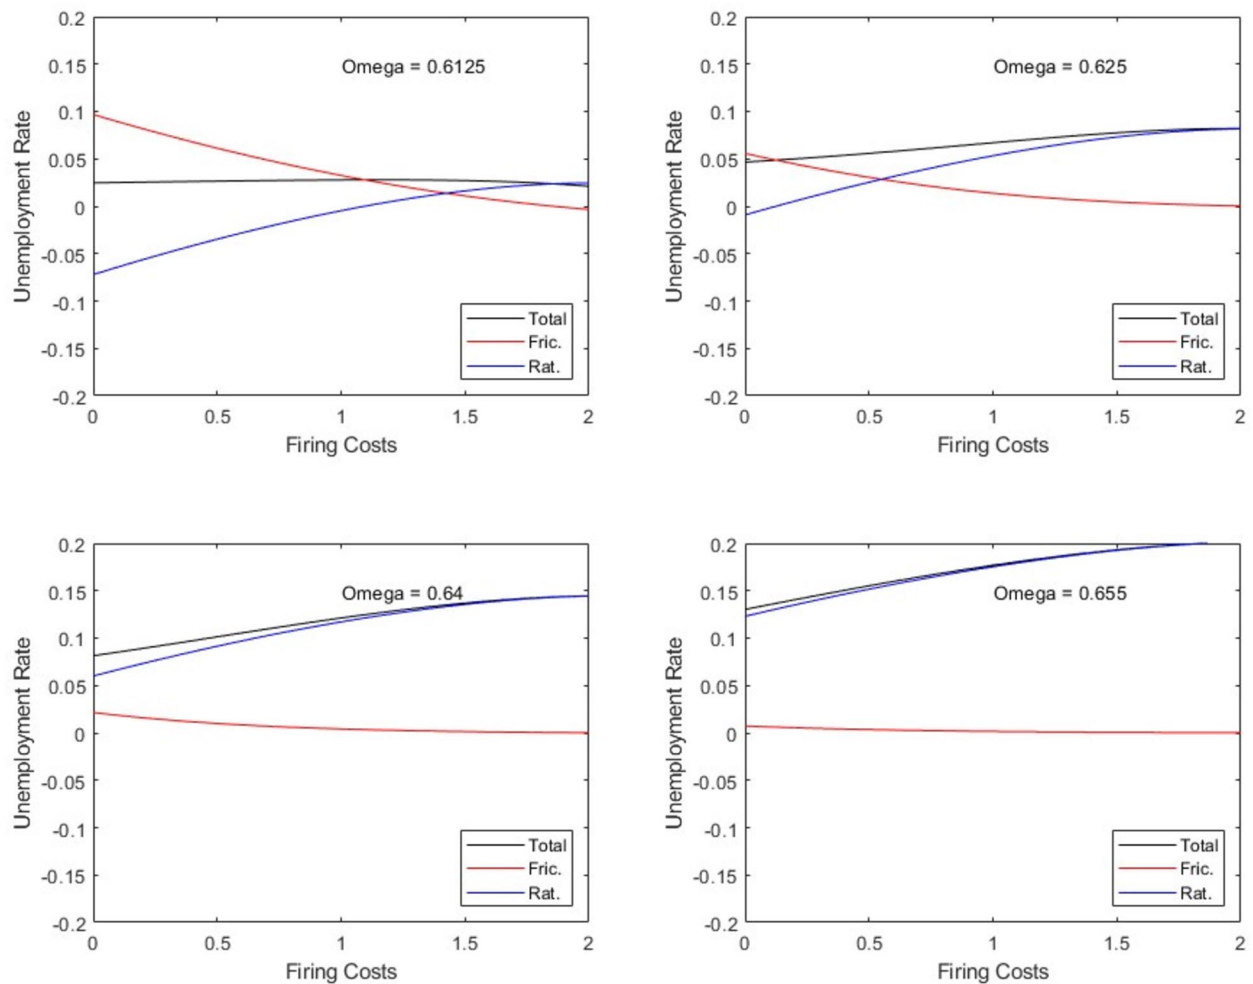 0.2
0.15
0.1
0.05
0
-0.05
-0.1
-0.15
-0.2
Unemployment Rate
Omega = 0.6125
Total
Fric.
Rat.
0 0.5 1 1.5 2
Firing Costs
0.2
0.15
0.1
0.05
0
-0.05
-0.1
-0.15
-0.2
Unemployment Rate
Omega = 0.625
Total
Fric.
Rat.
0 0.5 1 1.5 2
Firing Costs
0.2
0.15
0.1
0.05
0
-0.05
-0.1
-0.15
-0.2
Unemployment Rate
Omega = 0.64
Total
Fric.
Rat.
0 0.5 1 1.5 2
Firing Costs
0.2
0.15
0.1
0.05
0
-0.05
-0.1
-0.15
-0.2
Unemployment Rate
Omega = 0.655
Total
Fric.
Rat.
0 0.5 1 1.5 2
Firing Costs